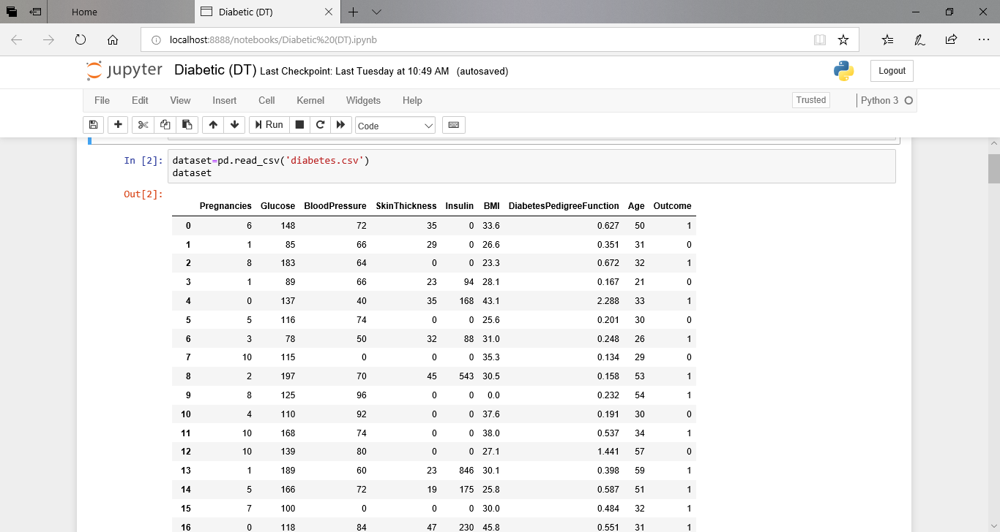 Home
Diabetic (DT)
localhost:8888/notebooks/Diabetic%20(DT).ipynb
jupyter Diabetic (DT) Last Checkpoint: Last Tuesday at 10:49 AM (autosaved)
Logout
File Edit View Insert Cell Kernel Widgets Help
Trusted
Python 3
Run
Code
In [2]: dataset=pd.read_csv('diabetes.csv')
dataset
Out[2]:
Pregnancies Glucose BloodPressure SkinThickness Insulin BMI DiabetesPedigreeFunction Age Outcome
0 6 148 72 35 0 33.6 0.627 50 1
1 1 85 66 29 0 26.6 0.351 31 0
2 8 183 64 0 0 23.3 0.672 32 1
3 1 89 66 23 94 28.1 0.167 21 0
4 0 137 40 35 168 43.1 2.288 33 1
5 5 116 74 0 0 25.6 0.201 30 0
6 3 78 50 32 88 31.0 0.248 26 1
7 10 115 0 0 0 35.3 0.134 29 0
8 2 197 70 45 543 30.5 0.158 53 1
9 8 125 96 0 0 0.0 0.232 54 1
10 4 110 92 0 0 37.6 0.191 30 0
11 10 168 74 0 0 38.0 0.537 34 1
12 10 139 80 0 0 27.1 1.441 57 0
13 1 189 60 23 846 30.1 0.398 59 1
14 5 166 72 19 175 25.8 0.587 51 1
15 7 100 0 0 0 30.0 0.484 32 1
16 0 118 84 47 230 45.8 0.551 31 1